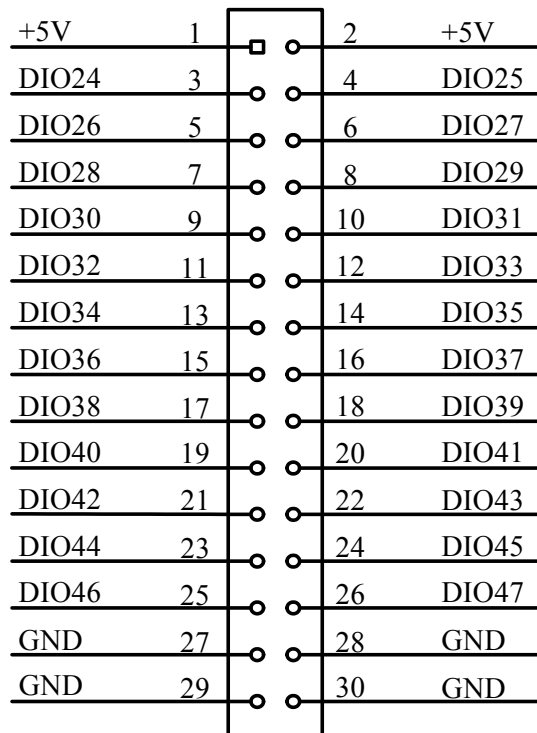 +5V 1 2 +5V
DIO24 3 4 DIO25
DIO26 5 6 DIO27
DIO28 7 8 DIO29
DIO30 9 10 DIO31
DIO32 11 12 DIO33
DIO34 13 14 DIO35
DIO36 15 16 DIO37
DIO38 17 18 DIO39
DIO40 19 20 DIO41
DIO42 21 22 DIO43
DIO44 23 24 DIO45
DIO46 25 26 DIO47
GND 27 28 GND
GND 29 30 GND